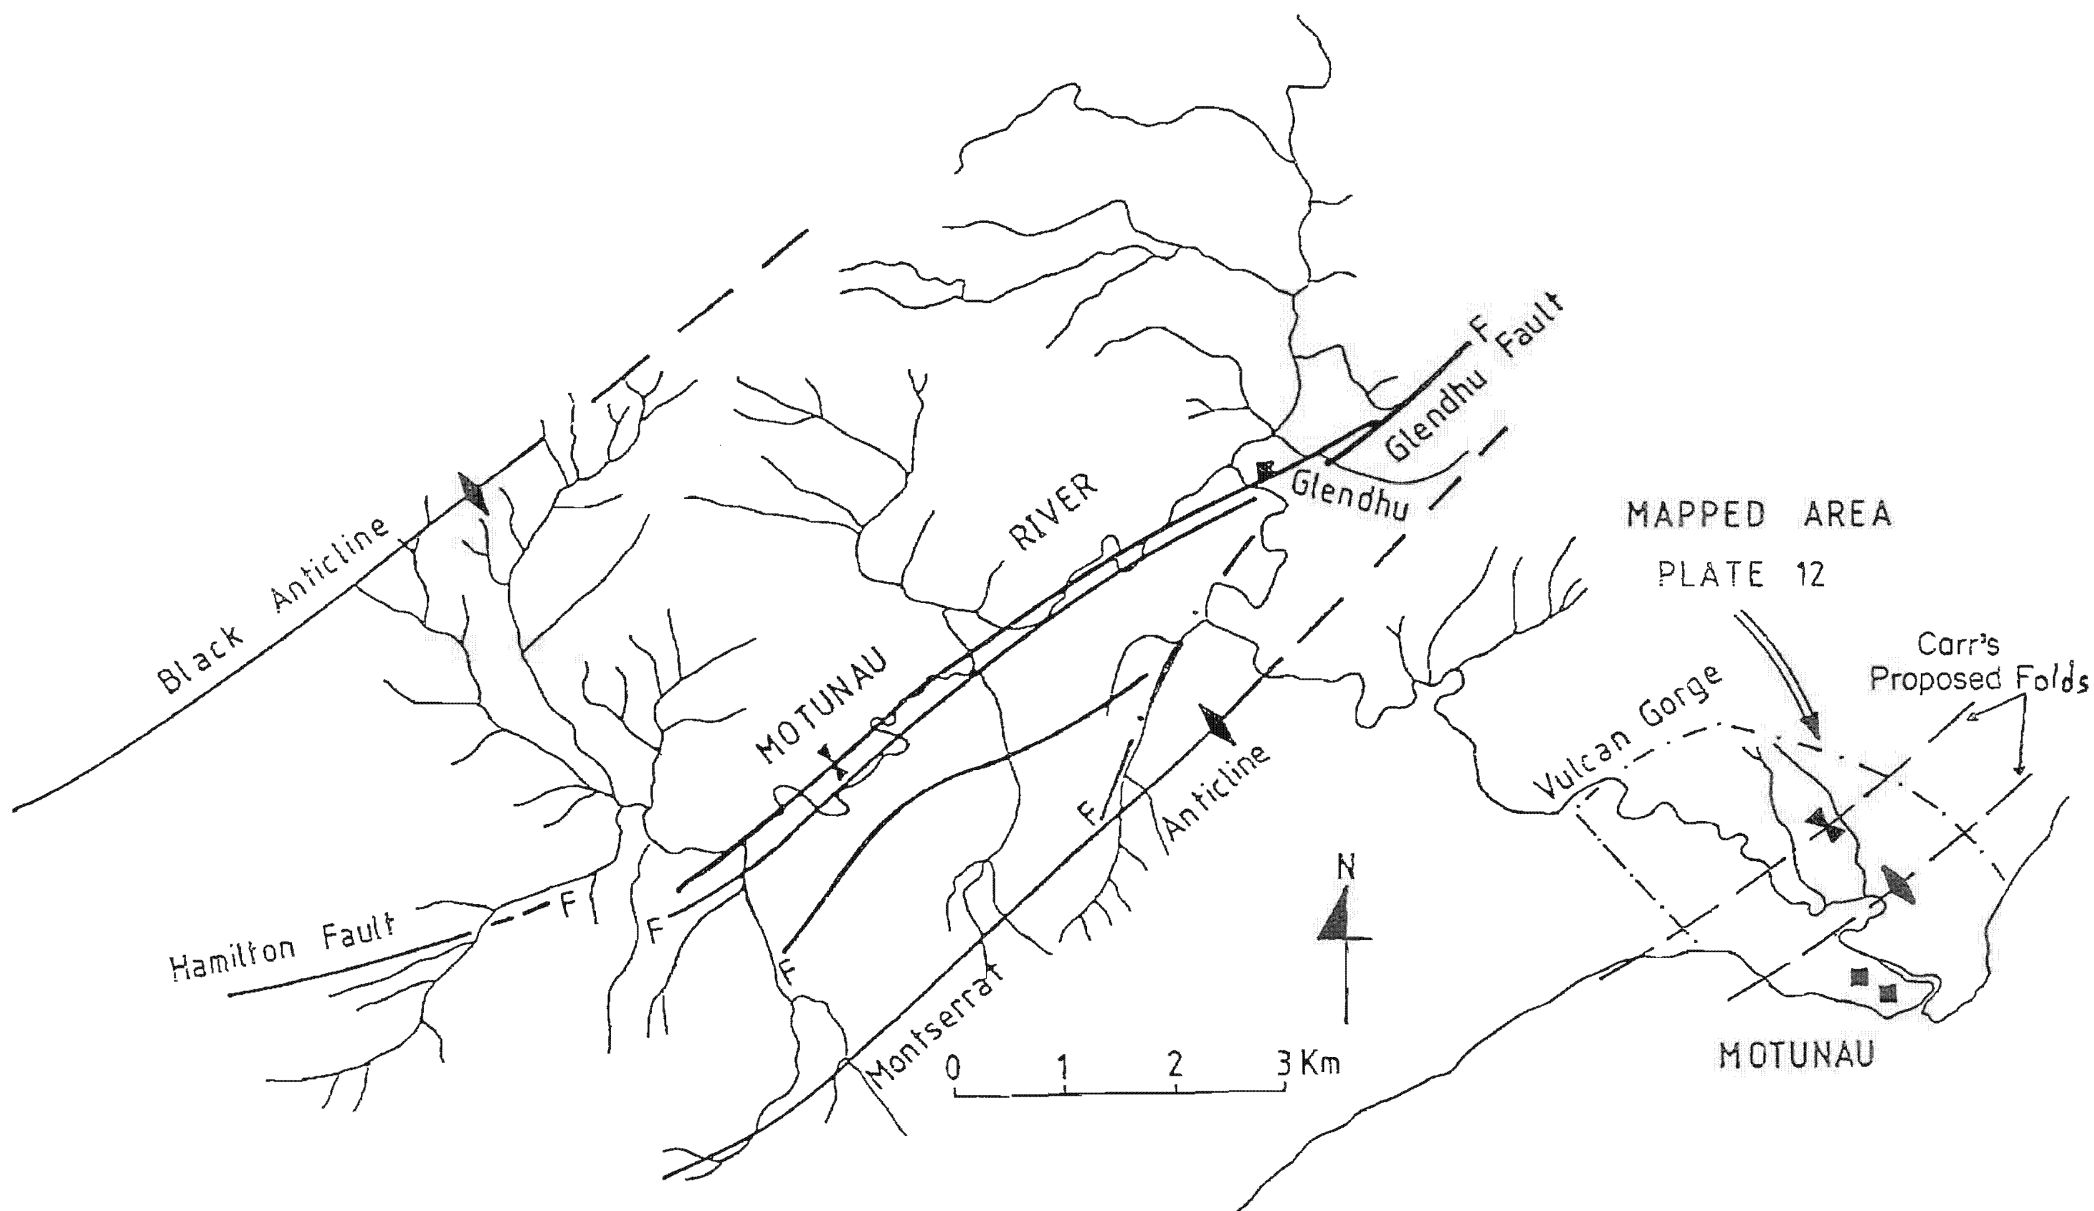 F
Glendhu Fault
Glendhu
RIVER
MOTUNAU
Black Anticline
MAPPED AREA
PLATE 12
Carr's
Proposed Folds
Vulcan Gorge
F
Montserrat Anticline
Hamilton Fault
F
F
F
N
0 1 2 3 Km
MOTUNAU